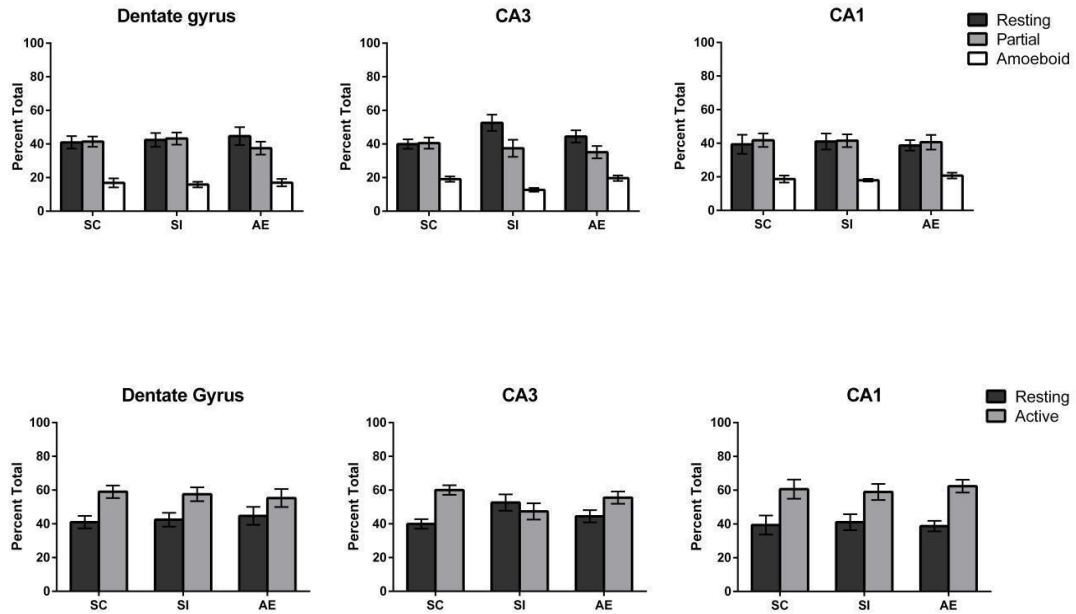 Dentate gyrus
Percent Total
100
80
60
40
20
0
SC SI AE
CA3
Percent Total
100
80
60
40
20
0
SC SI AE
CA1
Percent Total
100
80
60
40
20
0
SC SI AE
Resting
Partial
Amoeboid
Dentate Gyrus
Percent Total
100
80
60
40
20
0
SC SI AE
CA3
Percent Total
100
80
60
40
20
0
SC SI AE
CA1
Percent Total
100
80
60
40
20
0
SC SI AE
Resting
Active